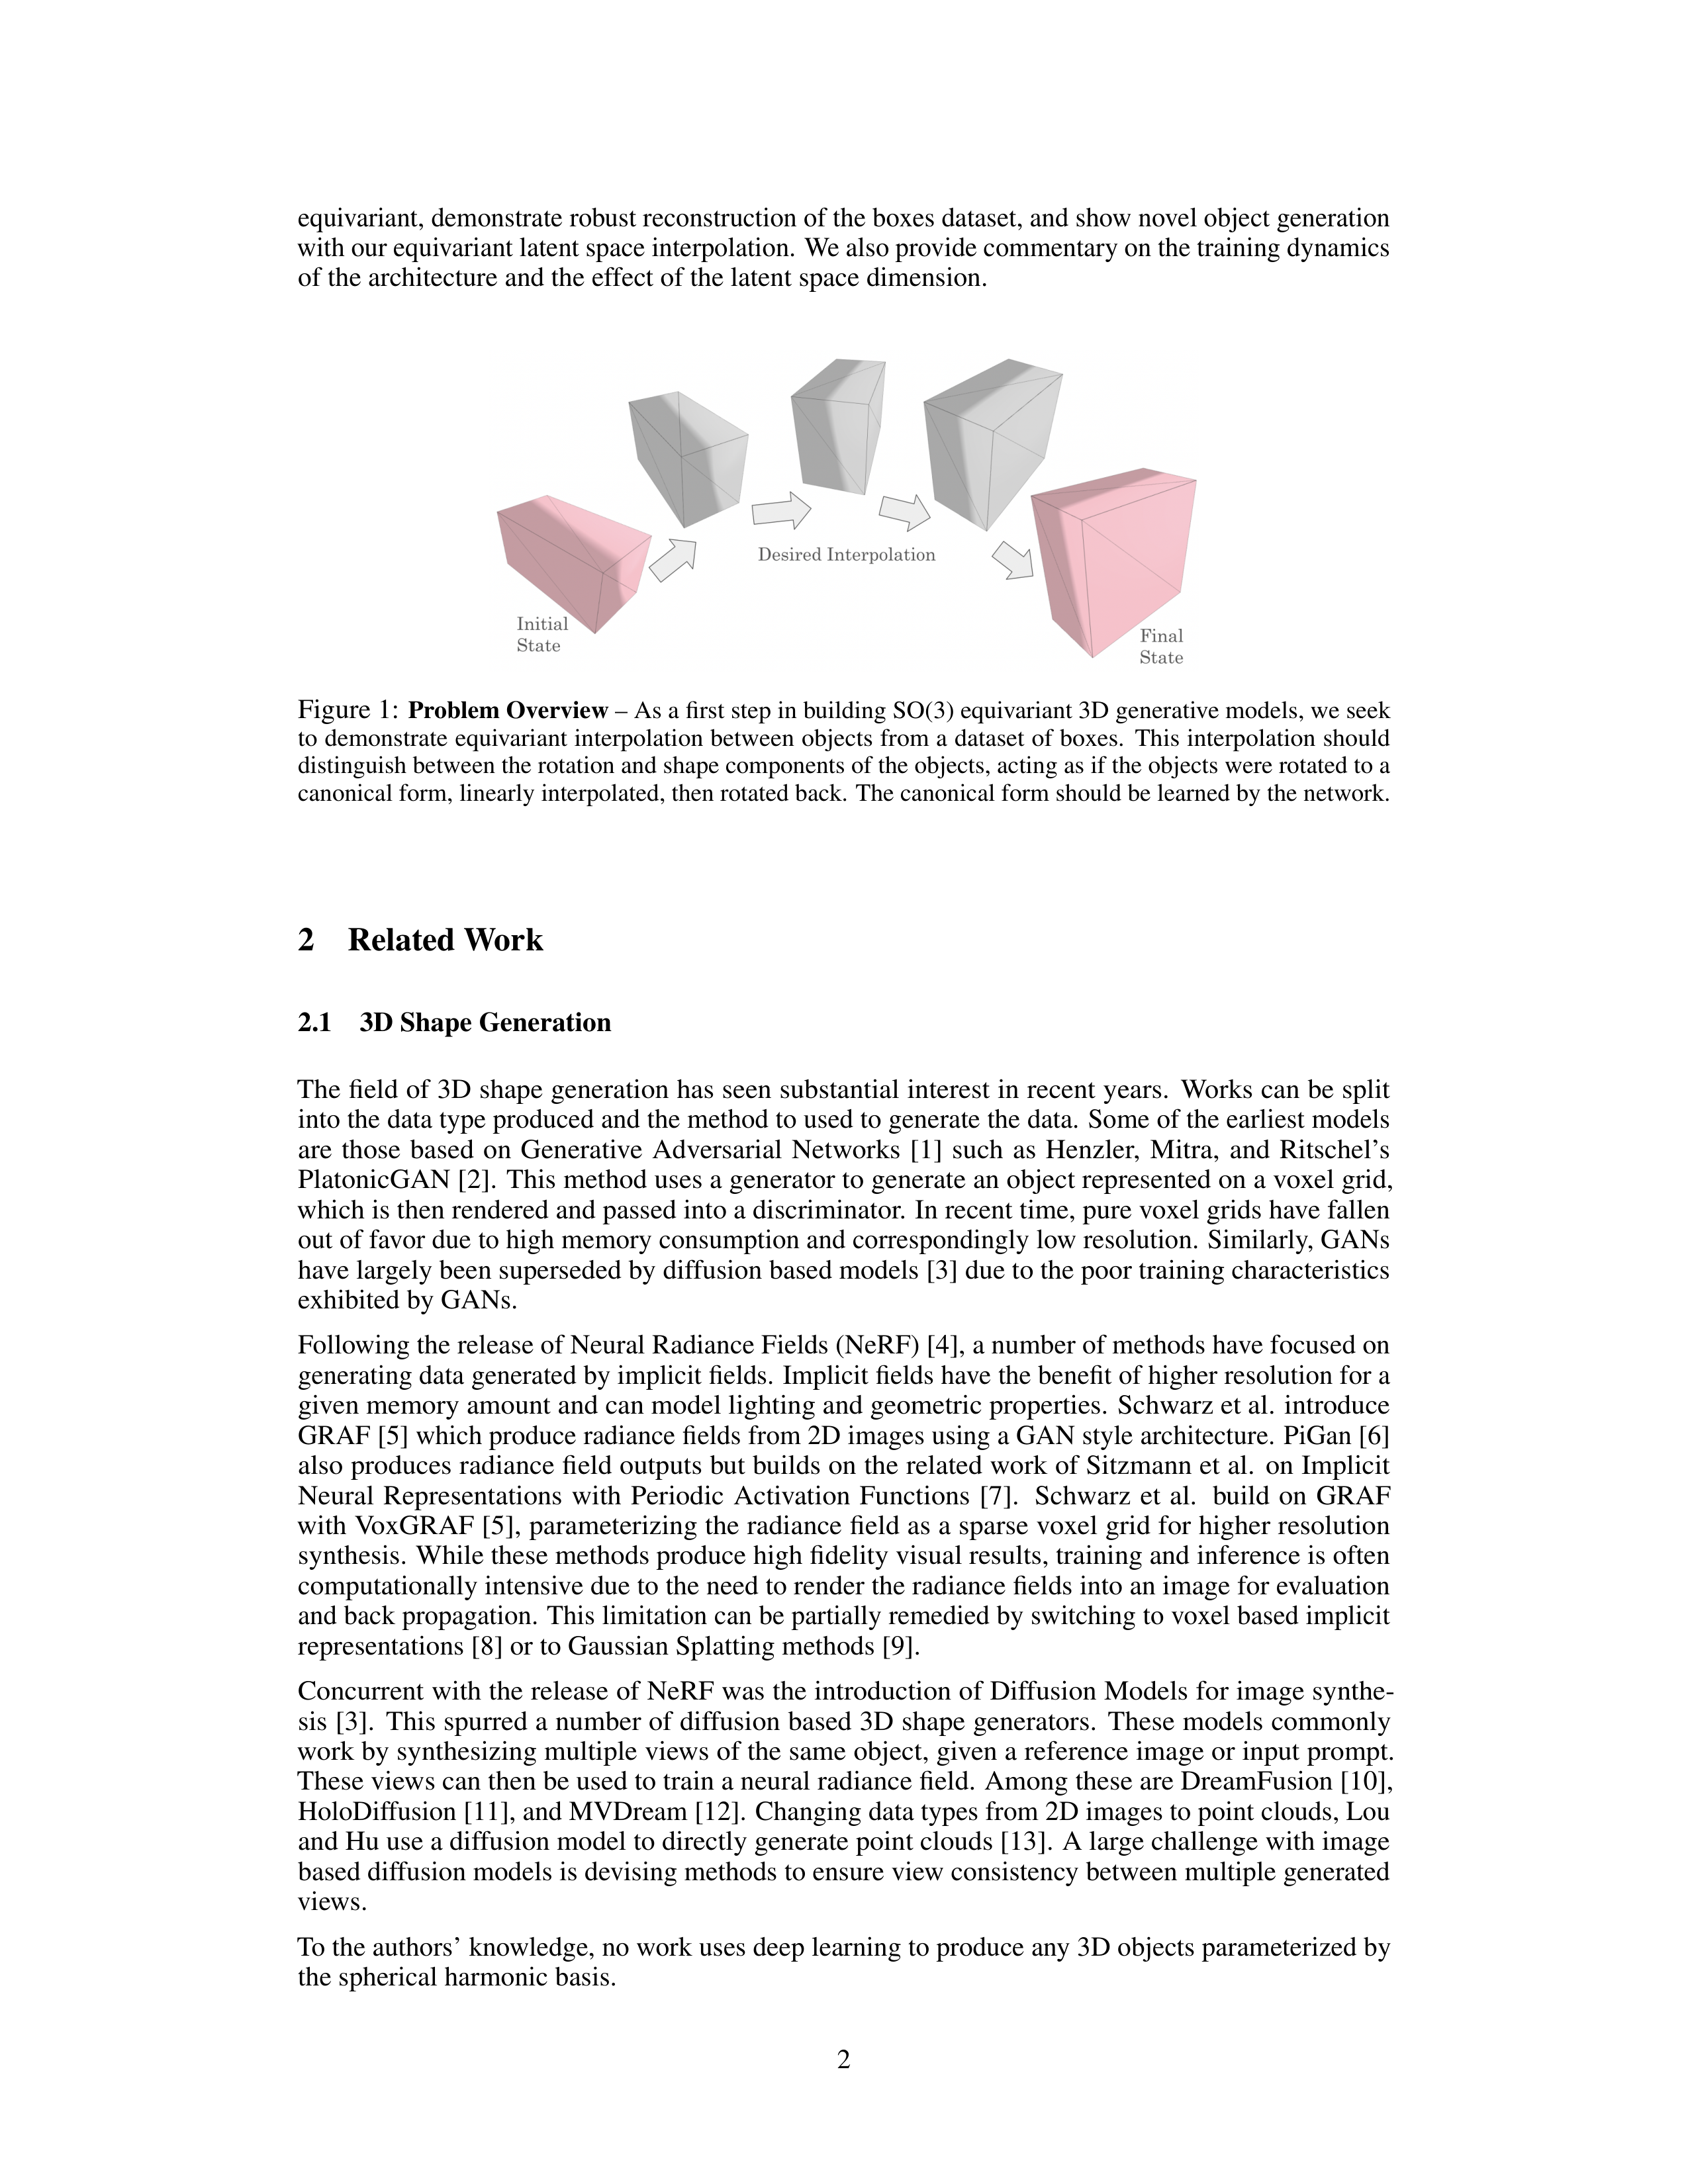 equivariant, demonstrate robust reconstruction of the boxes dataset, and show novel object generation
with our equivariant latent space interpolation. We also provide commentary on the training dynamics
of the architecture and the effect of the latent space dimension.
Desired Interpolation
Initial
State
Final
State
Figure 1: Problem Overview – As a first step in building SO(3) equivariant 3D generative models, we seek
to demonstrate equivariant interpolation between objects from a dataset of boxes. This interpolation should
distinguish between the rotation and shape components of the objects, acting as if the objects were rotated to a
canonical form, linearly interpolated, then rotated back. The canonical form should be learned by the network.
2 Related Work
2.1 3D Shape Generation
The field of 3D shape generation has seen substantial interest in recent years. Works can be split
into the data type produced and the method to used to generate the data. Some of the earliest models
are those based on Generative Adversarial Networks [1] such as Henzler, Mitra, and Ritschel's
PlatonicGAN [2]. This method uses a generator to generate an object represented on a voxel grid,
which is then rendered and passed into a discriminator. In recent time, pure voxel grids have fallen
out of favor due to high memory consumption and correspondingly low resolution. Similarly, GANs
have largely been superseded by diffusion based models [3] due to the poor training characteristics
exhibited by GANs.
Following the release of Neural Radiance Fields (NeRF) [4], a number of methods have focused on
generating data generated by implicit fields. Implicit fields have the benefit of higher resolution for a
given memory amount and can model lighting and geometric properties. Schwarz et al. introduce
GRAF [5] which produce radiance fields from 2D images using a GAN style architecture. PiGan [6]
also produces radiance field outputs but builds on the related work of Sitzmann et al. on Implicit
Neural Representations with Periodic Activation Functions [7]. Schwarz et al. build on GRAF
with VoxGRAF [5], parameterizing the radiance field as a sparse voxel grid for higher resolution
synthesis. While these methods produce high fidelity visual results, training and inference is often
computationally intensive due to the need to render the radiance fields into an image for evaluation
and back propagation. This limitation can be partially remedied by switching to voxel based implicit
representations [8] or to Gaussian Splatting methods [9].
Concurrent with the release of NeRF was the introduction of Diffusion Models for image synthe-
sis [3]. This spurred a number of diffusion based 3D shape generators. These models commonly
work by synthesizing multiple views of the same object, given a reference image or input prompt.
These views can then be used to train a neural radiance field. Among these are DreamFusion [10],
HoloDiffusion [11], and MVDream [12]. Changing data types from 2D images to point clouds, Lou
and Hu use a diffusion model to directly generate point clouds [13]. A large challenge with image
based diffusion models is devising methods to ensure view consistency between multiple generated
views.
To the authors' knowledge, no work uses deep learning to produce any 3D objects parameterized by
the spherical harmonic basis.
2